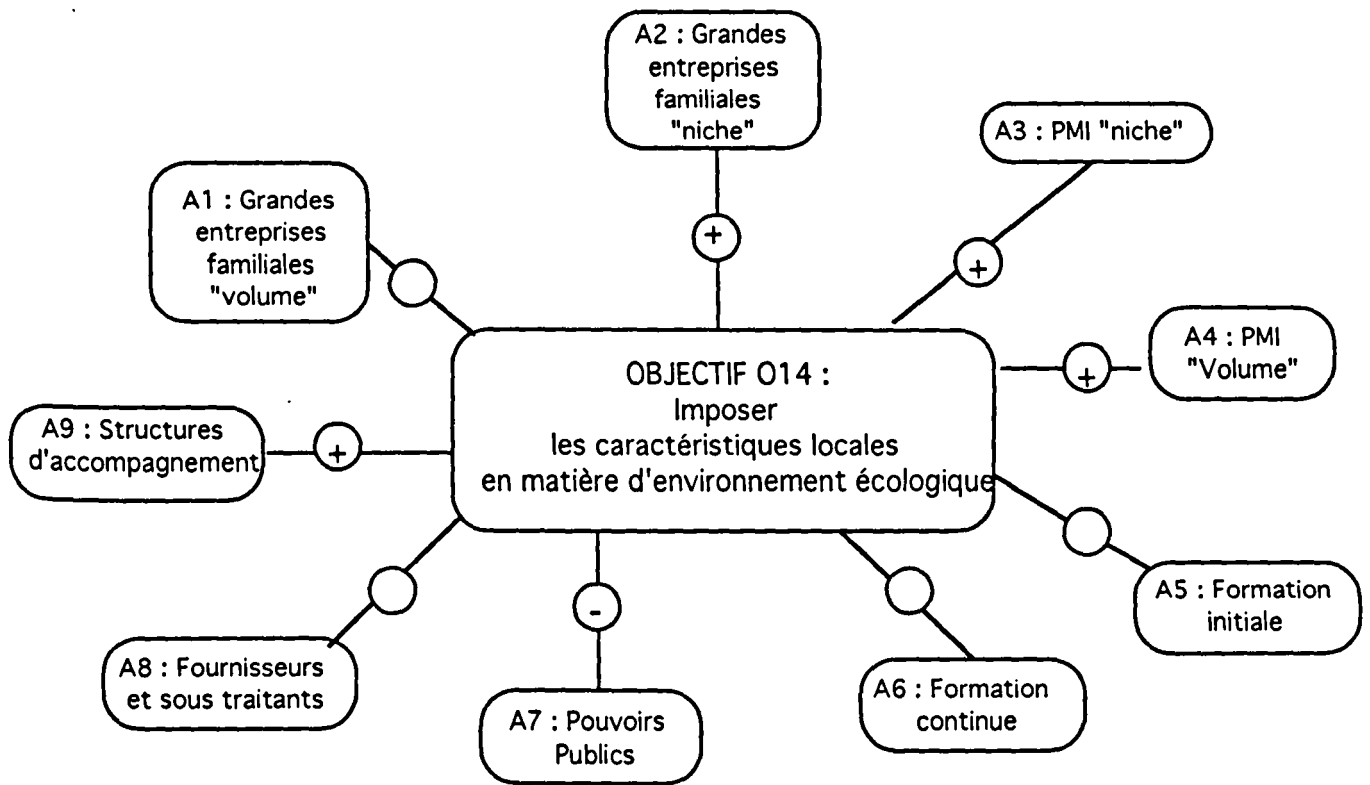 A2 : Grandes
entreprises
familiales
"niche"
A3 : PMI "niche"
A1 : Grandes
entreprises
familiales
"volume"
+
+
A4 : PMI
"Volume"
+
OBJECTIF O14 :
Imposer
les caractéristiques locales
en matière d'environnement écologique
A9 : Structures
d'accompagnement
+
A5 : Formation
initiale
-
A8 : Fournisseurs
et sous traitants
A6 : Formation
continue
A7 : Pouvoirs
Publics